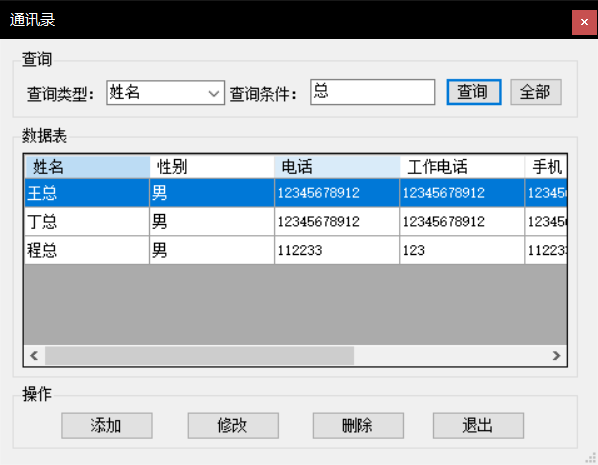 通讯录
查询
查询类型： 姓名 查询条件： 总 查询 全部
数据表
姓名 性别 电话 工作电话 手机
王总 男 12345678912 12345678912
丁总 男 12345678912 12345678912
程总 男 112233 123
操作
添加 修改 删除 退出